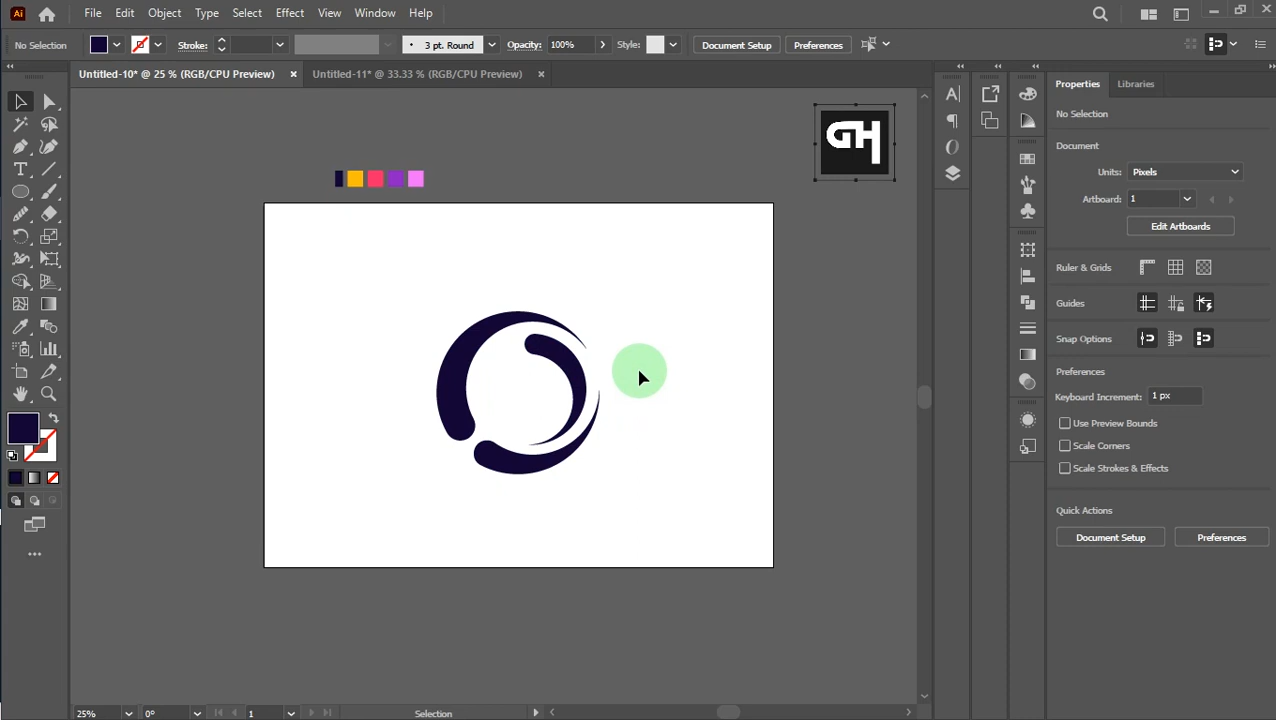 Ai File Edit Object Type Select Effect View Window Help
No Selection Stroke: 3 pt. Round Opacity: 100% Style: Document Setup Preferences
Untitled-10* @ 25 % (RGB/CPU Preview) × Untitled-11* @ 33.33 % (RGB/CPU Preview) ×
Properties Libraries
No Selection
GH
Document
Units: Pixels
Artboard: 1
Edit Artboards
Ruler & Grids
Guides
Snap Options
Preferences
Keyboard Increment: 1 px
Use Preview Bounds
Scale Corners
Scale Strokes & Effects
Quick Actions
Document Setup Preferences
25% 0° 1 Selection